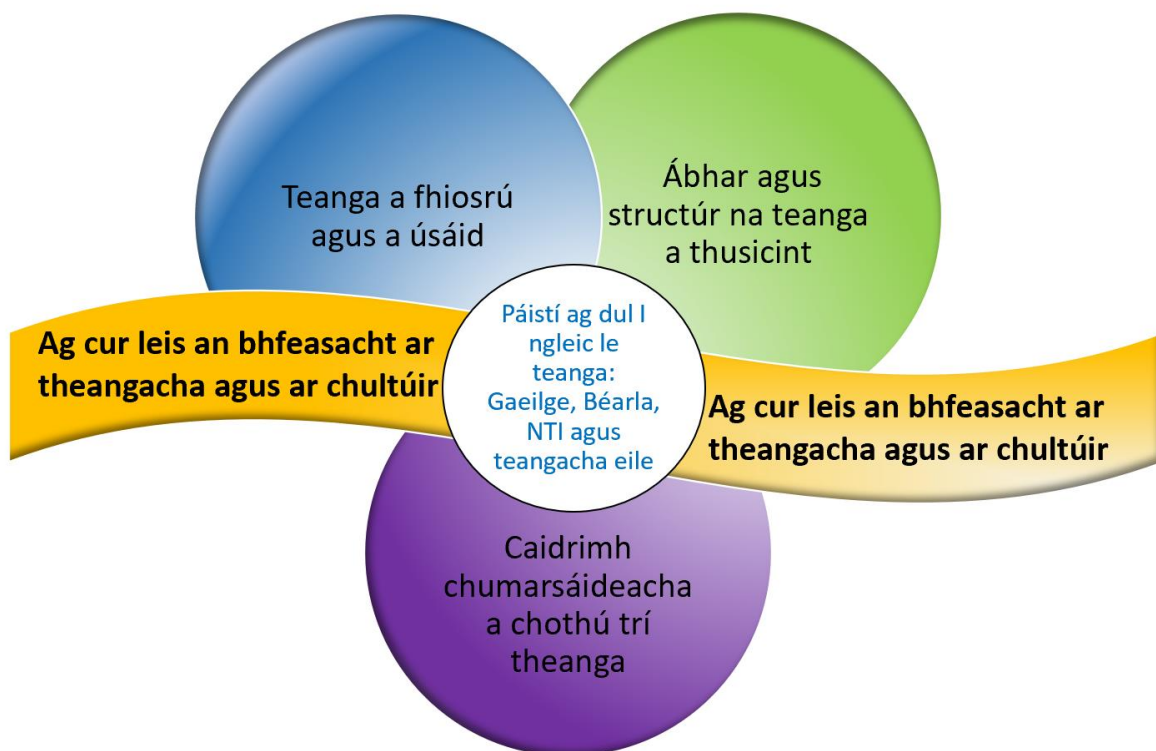 Teanga a fhiosrú
agus a úsáid
Ábhar agus
structúr na teanga
a thusicint
Ag cur leis an bhfeasacht ar
theangacha agus ar chultúir
Páistí ag dul I
ngleic le
teanga:
Gaeilge, Béarla,
NTI agus
teangacha eile
Ag cur leis an bhfeasacht ar
theangacha agus ar chultúir
Caidrimh
chumarsáideacha
a chothú trí
theanga